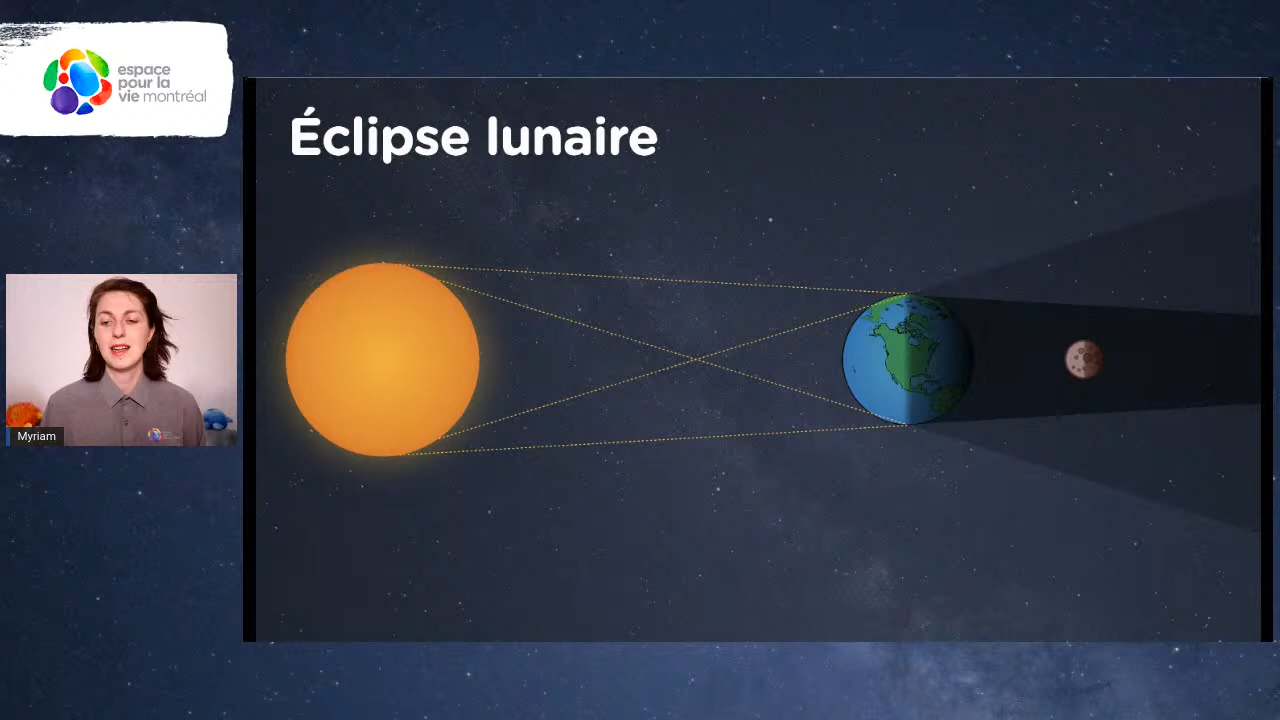 espace
pour la
vie montréal
Éclipse lunaire
Myriam